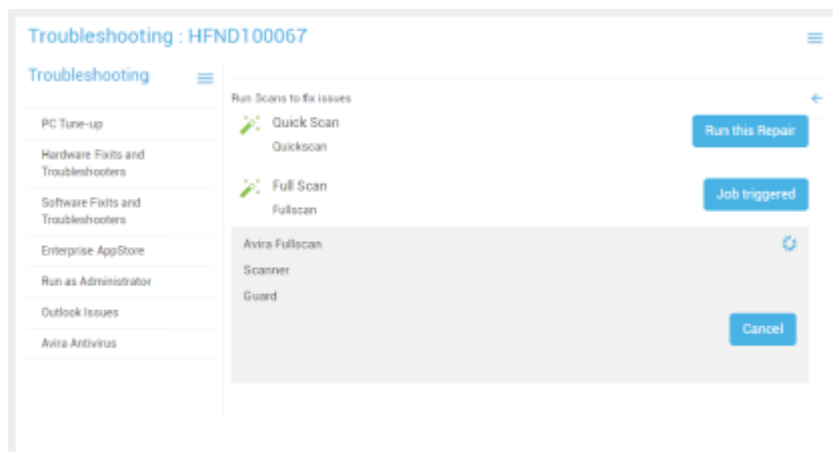 Troubleshooting : HFND100067
Troubleshooting
PC Tune-up
Hardware Fixits and
Troubleshooters
Software Fixits and
Troubleshooters
Enterprise AppStore
Run as Administrator
Outlook Issues
Avira Antivirus
Run Scans to fix issues
Quick Scan
Quickscan
Run this Repair
Full Scan
Fullscan
Job triggered
Avira Fullscan
Scanner
Guard
Cancel